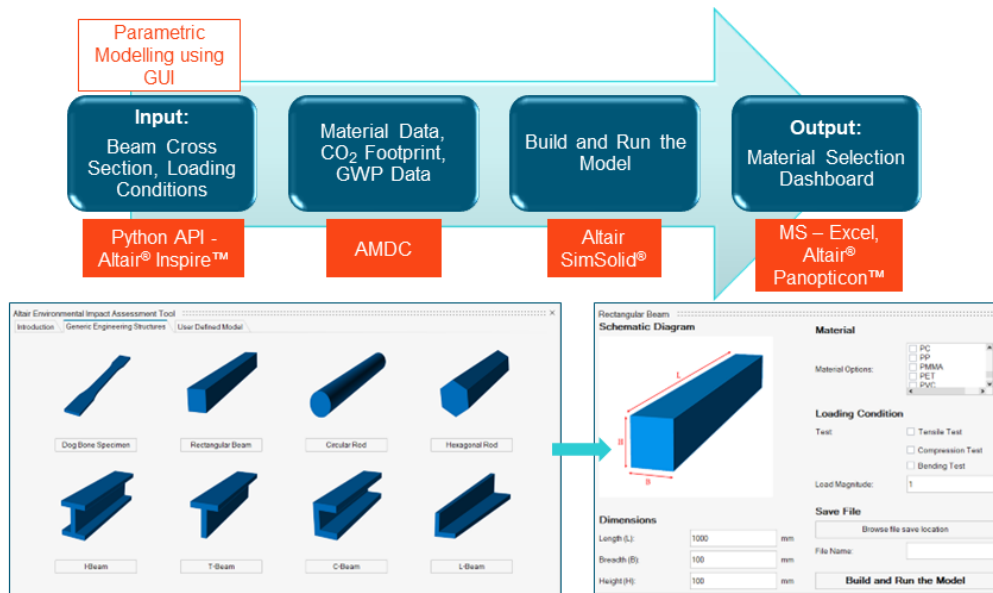 Parametric
Modelling using
GUI
Input:
Beam Cross
Section, Loading
Conditions
Material Data,
CO2 Footprint,
GWP Data
Build and Run the
Model
Output:
Material Selection
Dashboard
Python API -
Altair® Inspire™
AMDC
Altair
SimSolid®
MS – Excel,
Altair®
Panopticon™
Altair Environmental Impact Assessment Tool
Introduction Generic Engineering Structures User Defined Model
Dog Bone Specimen Rectangular Beam Circular Rod Hexagonal Rod
I-Beam T-Beam C-Beam L-Beam
Rectangular Beam
Schematic Diagram
L
H
B
Dimensions
Length (L): 1000 mm
Breadth (B): 100 mm
Height (H): 100 mm
Material
Material Options:
PC
PP
PMMA
PET
PVC
Loading Condition
Test: Tensile Test
Compression Test
Bending Test
Load Magnitude: 1
Save File
Browse file save location
File Name:
Build and Run the Model